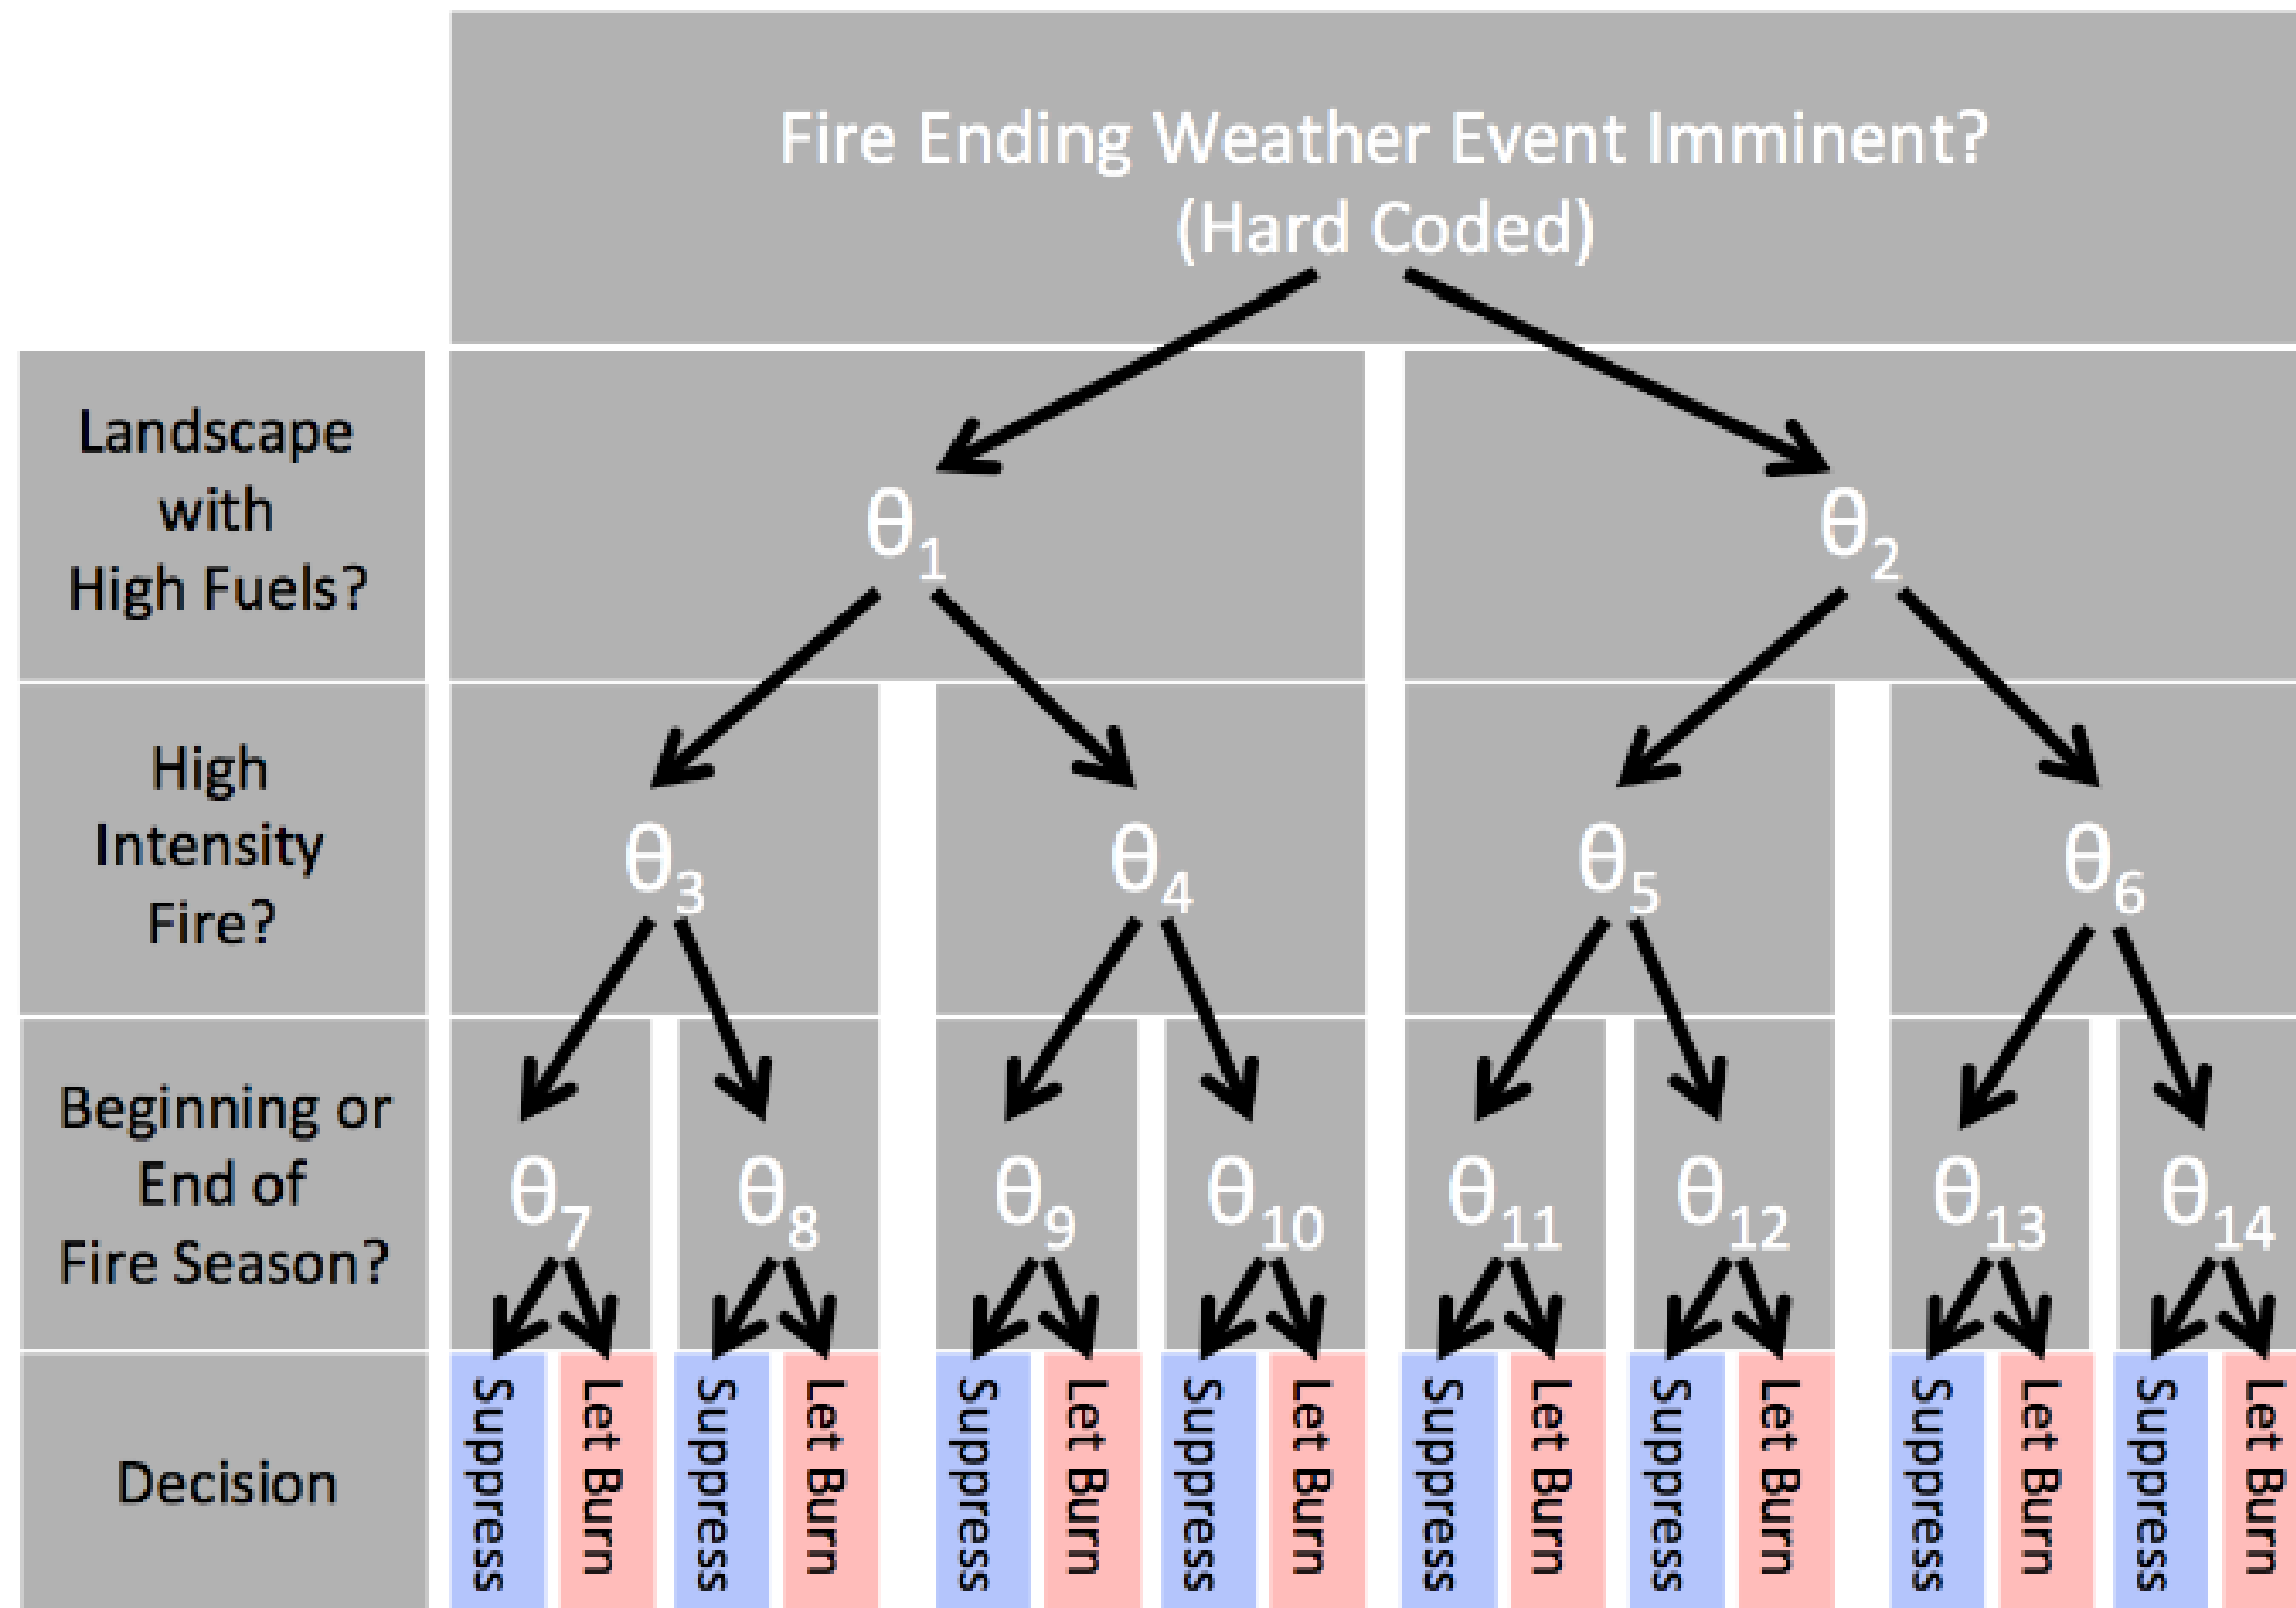 Fire Ending Weather Event Imminent?
(Hard Coded)
Landscape
with
High Fuels?
θ1
θ2
High
Intensity
Fire?
θ3
θ4
θ5
θ6
Beginning or
End of
Fire Season?
θ7
θ8
θ9
θ10
θ11
θ12
θ13
θ14
Decision
Suppress
Let Burn
Suppress
Let Burn
Suppress
Let Burn
Suppress
Let Burn
Suppress
Let Burn
Suppress
Let Burn
Suppress
Let Burn
Suppress
Let Burn